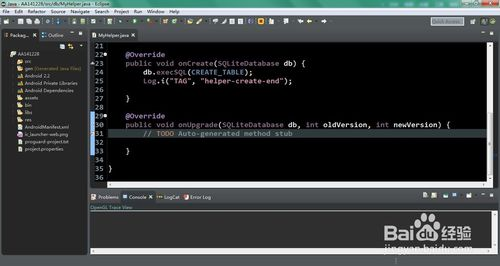 Java - AA141228/src/db/MyHelper.java - Eclipse
File Edit Refactor Source Navigate Search Project Run Window Help
Quick Access
Java
Packag...
Outline
AA141228
src
gen [Generated Java Files]
Android 2.2
Android Private Libraries
Android Dependencies
assets
bin
libs
res
AndroidManifest.xml
ic_launcher-web.png
proguard-project.txt
project.properties
MyHelper.java
21
22 @Override
23 public void onCreate(SQLiteDatabase db) {
24 db.execSQL(CREATE_TABLE);
25 Log.i("TAG", "helper-create-end");
26
27 }
28
29 @Override
30 public void onUpgrade(SQLiteDatabase db, int oldVersion, int newVersion) {
31 // TODO Auto-generated method stub
32
33 }
34
35 }
36
Problems Console LogCat Error Log
OpenGL Trace View
Baidu 经验
jingyan.baidu.com